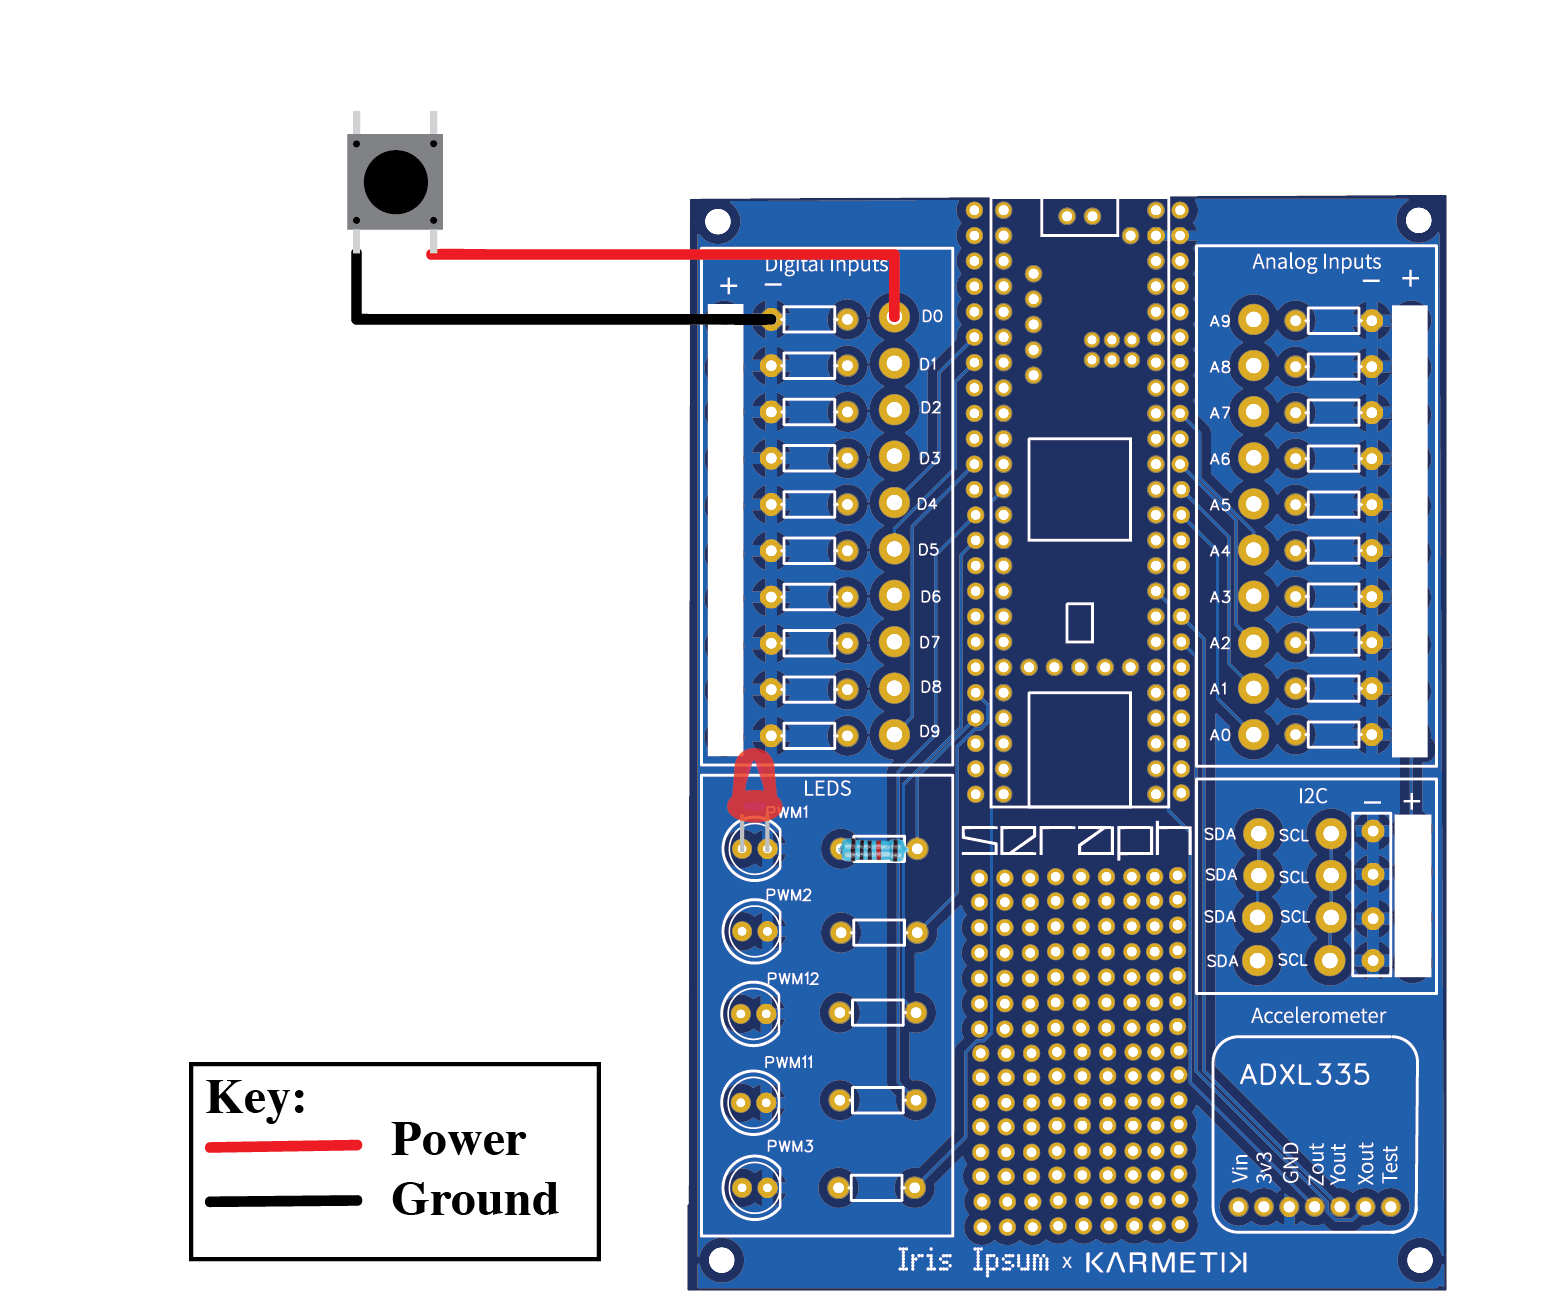 Digital Inputs
+ −
D0
D1
D2
D3
D4
D5
D6
D7
D8
D9
Analog Inputs
− +
A9
A8
A7
A6
A5
A4
A3
A2
A1
A0
LEDS
PWM1
PWM2
PWM12
PWM11
PWM3
seraph
I2C
− +
SDA SCL
SDA SCL
SDA SCL
SDA SCL
Accelerometer
ADXL335
Vin
3v3
GND
Zout
Yout
Xout
Test
Iris Ipsum x KARMETIK
Key:
Power
Ground